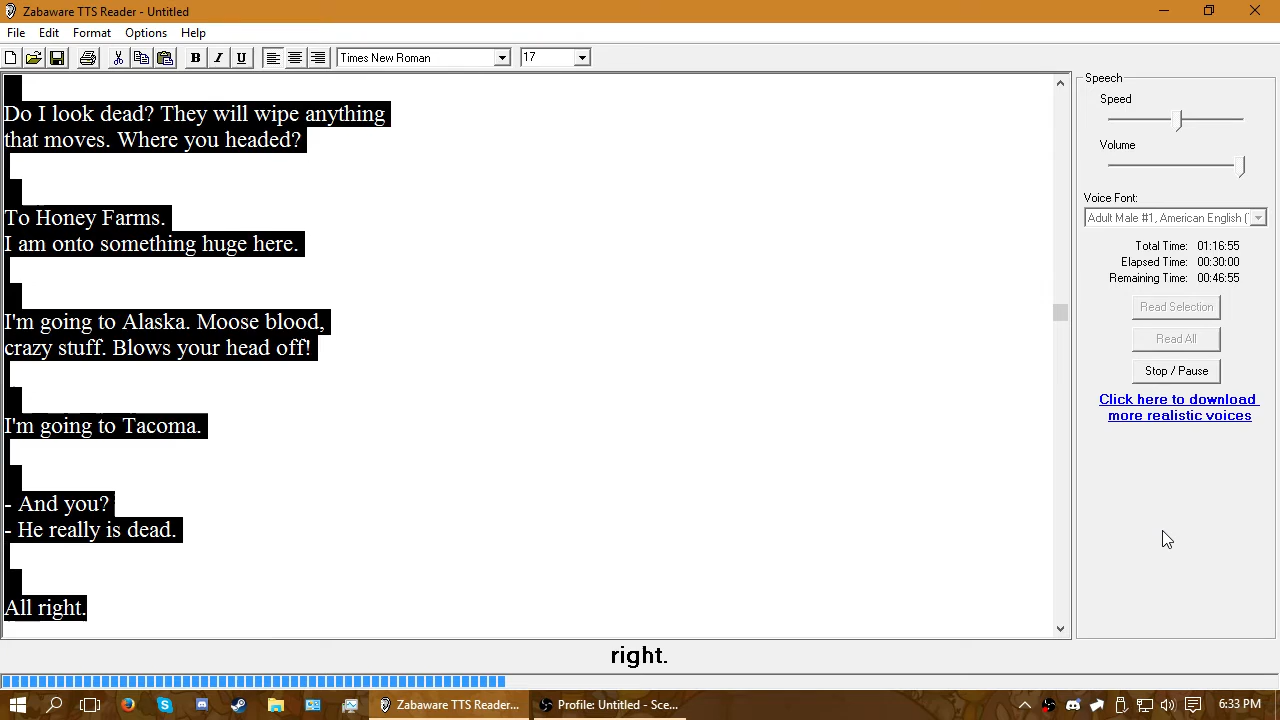 Zabaware TTS Reader - Untitled
File Edit Format Options Help
B I U Times New Roman 17
Do I look dead? They will wipe anything
that moves. Where you headed?
To Honey Farms.
I am onto something huge here.
I'm going to Alaska. Moose blood,
crazy stuff. Blows your head off!
I'm going to Tacoma.
- And you?
- He really is dead.
All right.
Speech
Speed
Volume
Voice Font:
Adult Male #1, American English (
Total Time: 01:16:55
Elapsed Time: 00:30:00
Remaining Time: 00:46:55
Read Selection
Read All
Stop / Pause
Click here to download
more realistic voices
right.
Zabaware TTS Reader... Profile: Untitled - Sce... 6:33 PM